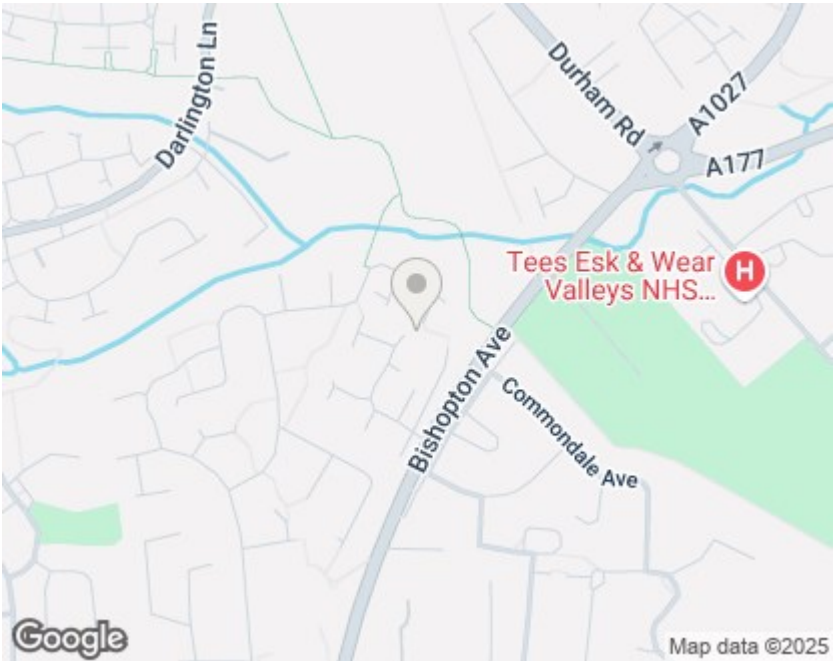 Darlington Ln
Durham Rd
A1027
A177
Tees Esk & Wear
Valleys NHS...
H
Bishopton Ave
Commondale Ave
Google
Map data ©2025